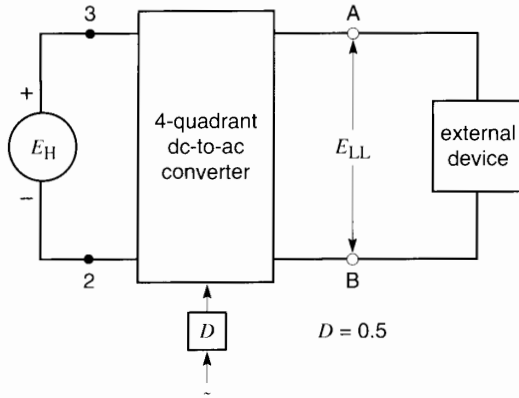 3
A
+
4-quadrant
dc-to-ac
converter
E_H
E_LL
external
device
−
2
B
D
D = 0.5